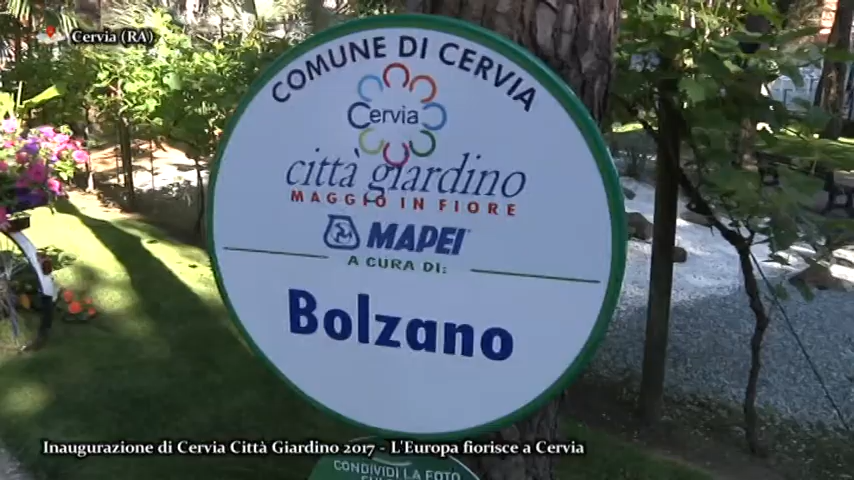 Cervia (RA)
COMUNE DI CERVIA
Cervia
città giardino
MAGGIO IN FIORE
MAPEI
A CURA DI:
Bolzano
Inaugurazione di Cervia Città Giardino 2017 - L'Europa fiorisce a Cervia
CONDIVIDI LA FOTO